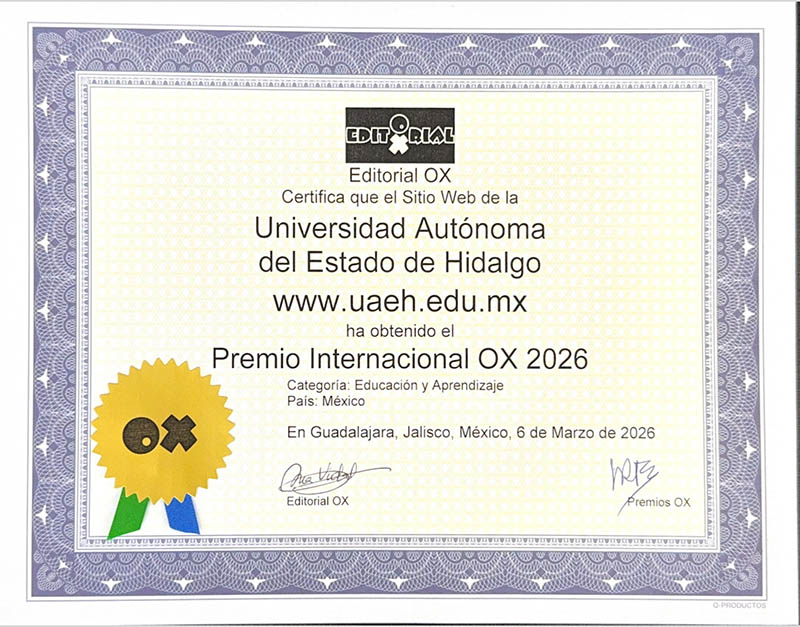 EDITORIAL
Editorial OX
Certifica que el Sitio Web de la
Universidad Autónoma
del Estado de Hidalgo
www.uaeh.edu.mx
ha obtenido el
Premio Internacional OX 2026
Categoría: Educación y Aprendizaje
País: México
OX
En Guadalajara, Jalisco, México, 6 de Marzo de 2026
Editorial OX
Premios OX
Q-PRODUCTOS